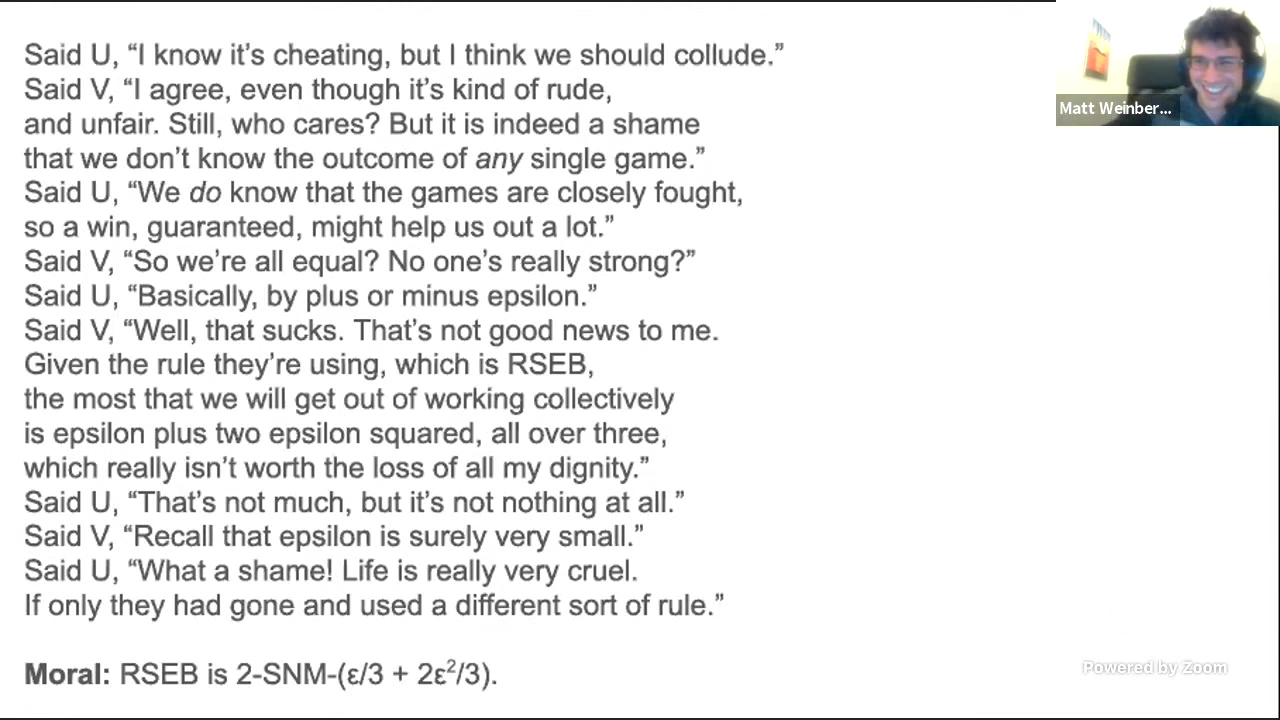 Said U, “I know it’s cheating, but I think we should collude.”
Said V, “I agree, even though it’s kind of rude,
and unfair. Still, who cares? But it is indeed a shame
that we don’t know the outcome of any single game.”
Said U, “We do know that the games are closely fought,
so a win, guaranteed, might help us out a lot.”
Said V, “So we’re all equal? No one’s really strong?”
Said U, “Basically, by plus or minus epsilon.”
Said V, “Well, that sucks. That’s not good news to me.
Given the rule they’re using, which is RSEB,
the most that we will get out of working collectively
is epsilon plus two epsilon squared, all over three,
which really isn’t worth the loss of all my dignity.”
Said U, “That’s not much, but it’s not nothing at all.”
Said V, “Recall that epsilon is surely very small.”
Said U, “What a shame! Life is really very cruel.
If only they had gone and used a different sort of rule.”
Moral: RSEB is 2-SNM-(ε/3 + 2ε²/3).
Matt Weinber...
Powered by Zoom